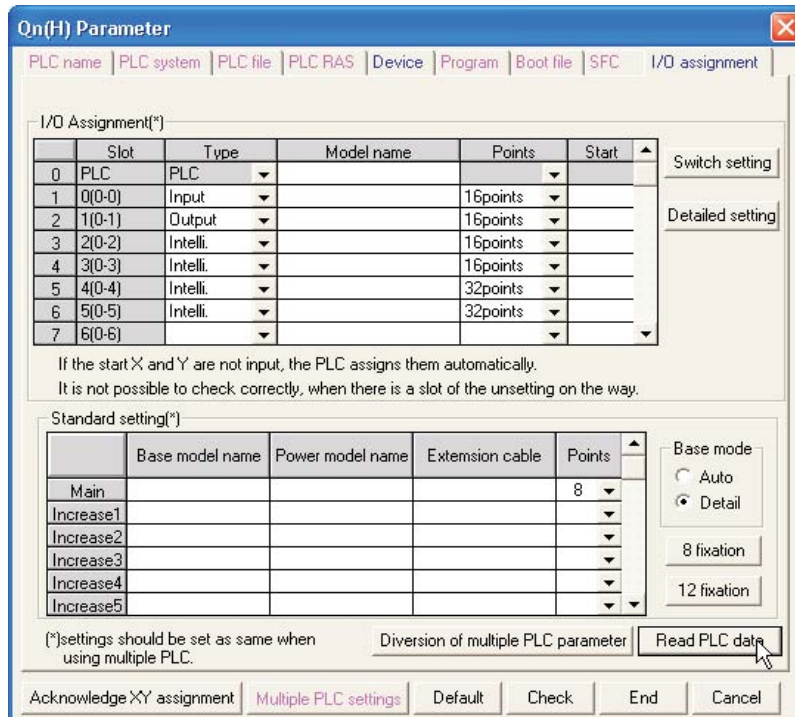 Qn(H) Parameter
PLC name PLC system PLC file PLC RAS Device Program Boot file SFC I/O assignment
I/O Assignment(*)
Slot Type Model name Points Start
0 PLC PLC
1 0(0-0) Input 16points
2 1(0-1) Output 16points
3 2(0-2) Intelli. 16points
4 3(0-3) Intelli. 16points
5 4(0-4) Intelli. 32points
6 5(0-5) Intelli. 32points
7 6(0-6)
Switch setting
Detailed setting
If the start X and Y are not input, the PLC assigns them automatically.
It is not possible to check correctly, when there is a slot of the unsetting on the way.
Standard setting(*)
Base model name Power model name Extension cable Points
Main 8
Increase1
Increase2
Increase3
Increase4
Increase5
Base mode
Auto
Detail
8 fixation
12 fixation
(*)settings should be set as same when
using multiple PLC.
Diversion of multiple PLC parameter Read PLC data
Acknowledge XY assignment Multiple PLC settings Default Check End Cancel